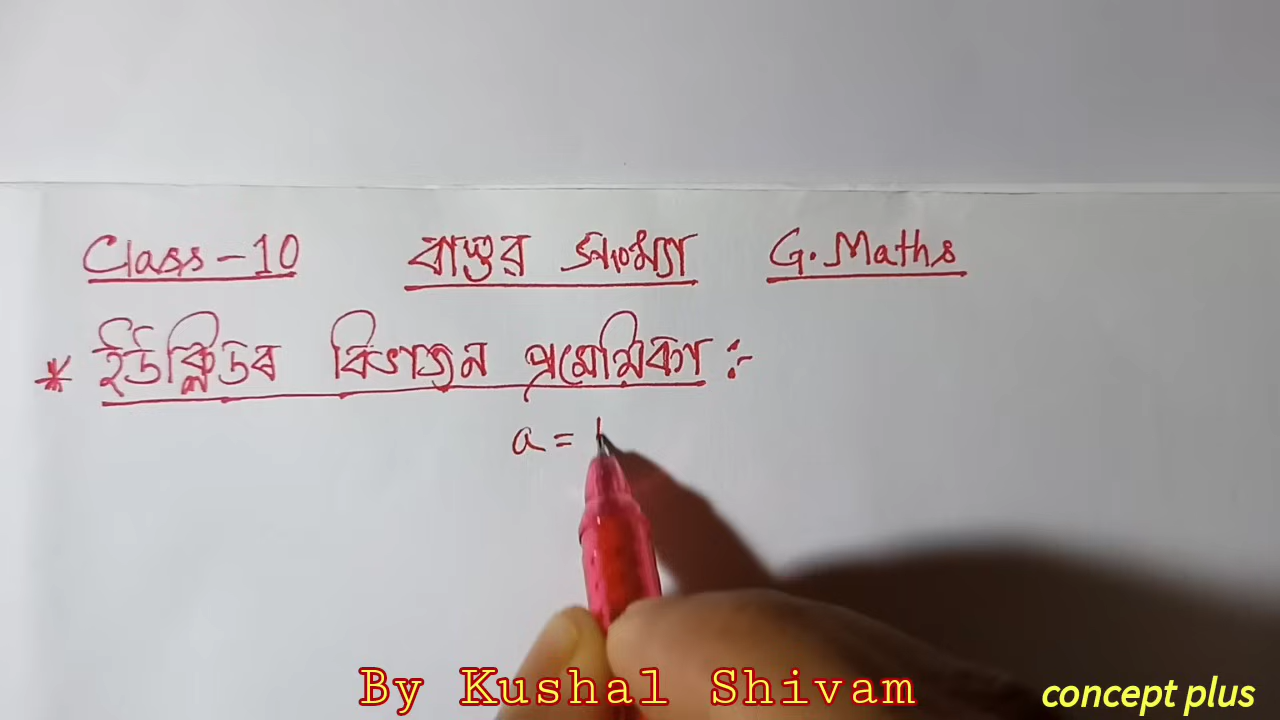 Class-10 বাস্তৱ সংখ্যা G. Maths
* ইউক্লিডৰ বিভাজন প্ৰমেয়িকা :-
a =
By Kushal Shivam
concept plus